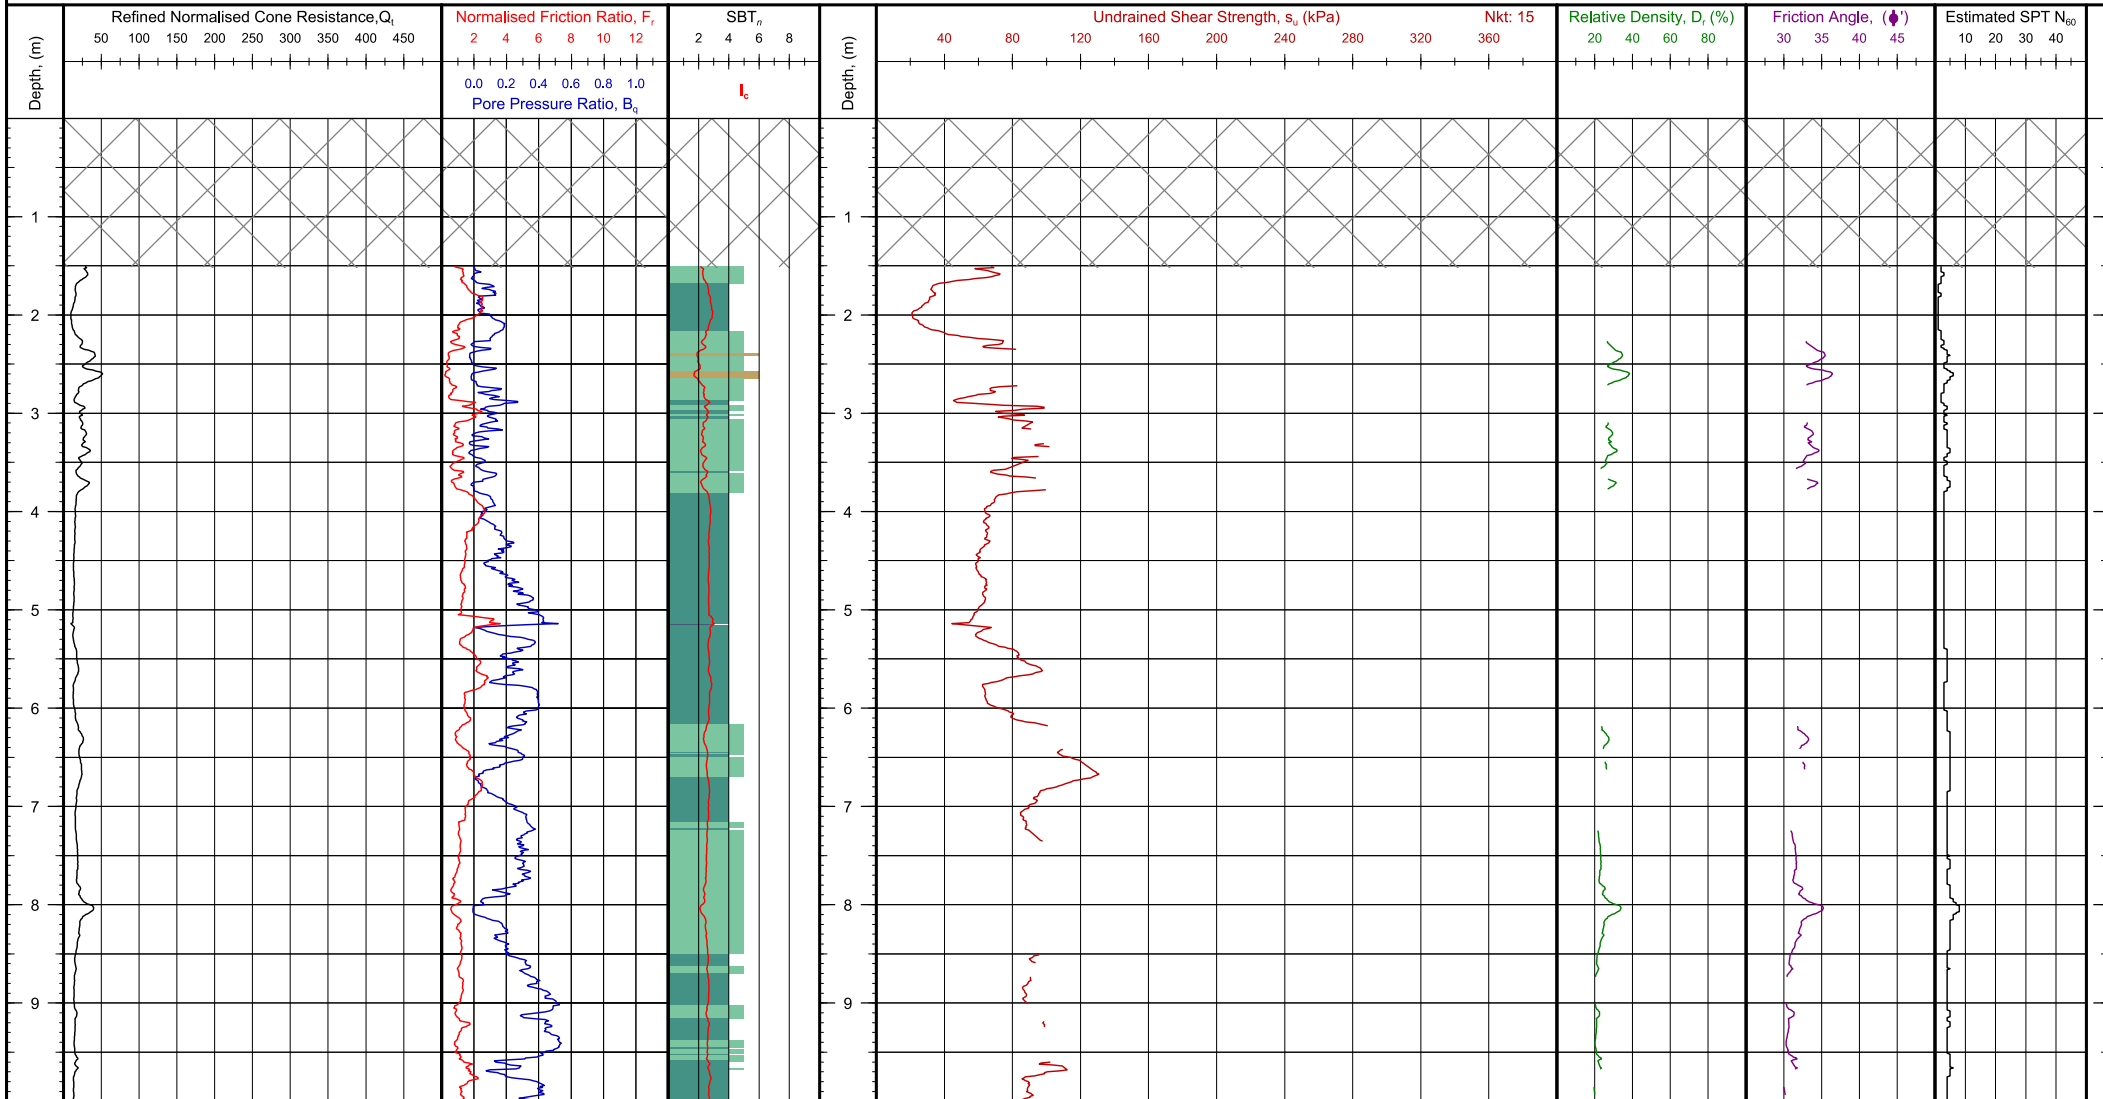 Refined Normalised Cone Resistance,Qt
Normalised Friction Ratio, Fr
SBTn
Undrained Shear Strength, su (kPa)
Nkt: 15
Relative Density, Dr (%)
Friction Angle, (ϕ')
Estimated SPT N60
50 100 150 200 250 300 350 400 450
2 4 6 8 10 12
2 4 6 8
40 80 120 160 200 240 280 320 360
20 40 60 80
30 35 40 45
10 20 30 40
Depth, (m)
0.0 0.2 0.4 0.6 0.8 1.0
Pore Pressure Ratio, Bq
Ic
Depth, (m)
1
2
3
4
5
6
7
8
9
1
2
3
4
5
6
7
8
9